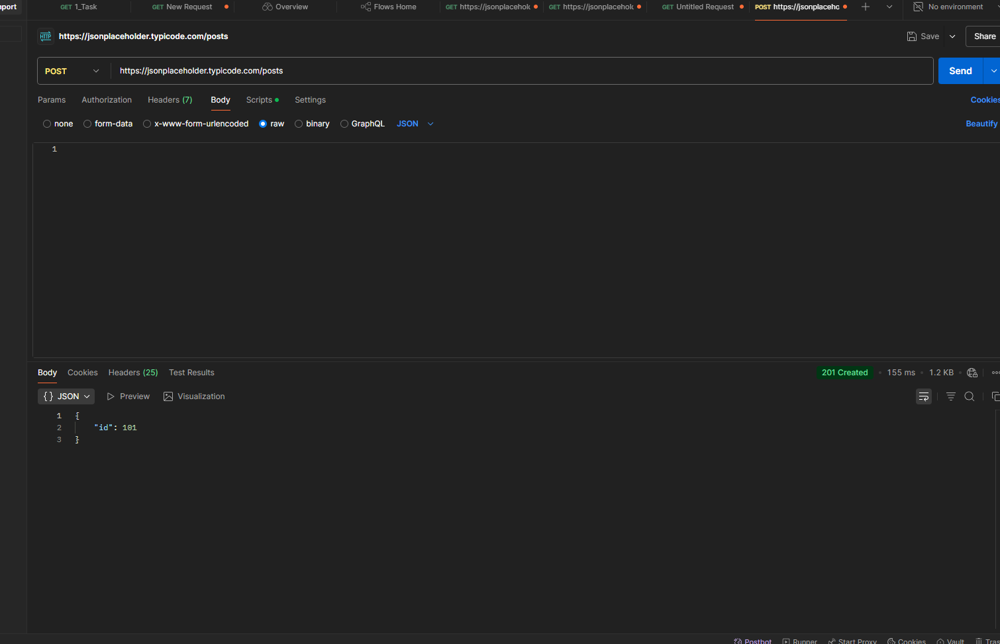 port GET 1_Task GET New Request Overview Flows Home GET https://jsonplacehol GET https://jsonplacehol GET Untitled Request POST https://jsonplaceho No environment
HTTP https://jsonplaceholder.typicode.com/posts Save Share
POST https://jsonplaceholder.typicode.com/posts Send
Params Authorization Headers (7) Body Scripts Settings Cookies
none form-data x-www-form-urlencoded raw binary GraphQL JSON Beautify
1
Body Cookies Headers (25) Test Results 201 Created 155 ms 1.2 KB
{} JSON Preview Visualization
1 {
2 "id": 101
3 }
Postbot Runner Start Proxy Cookies Vault Tras